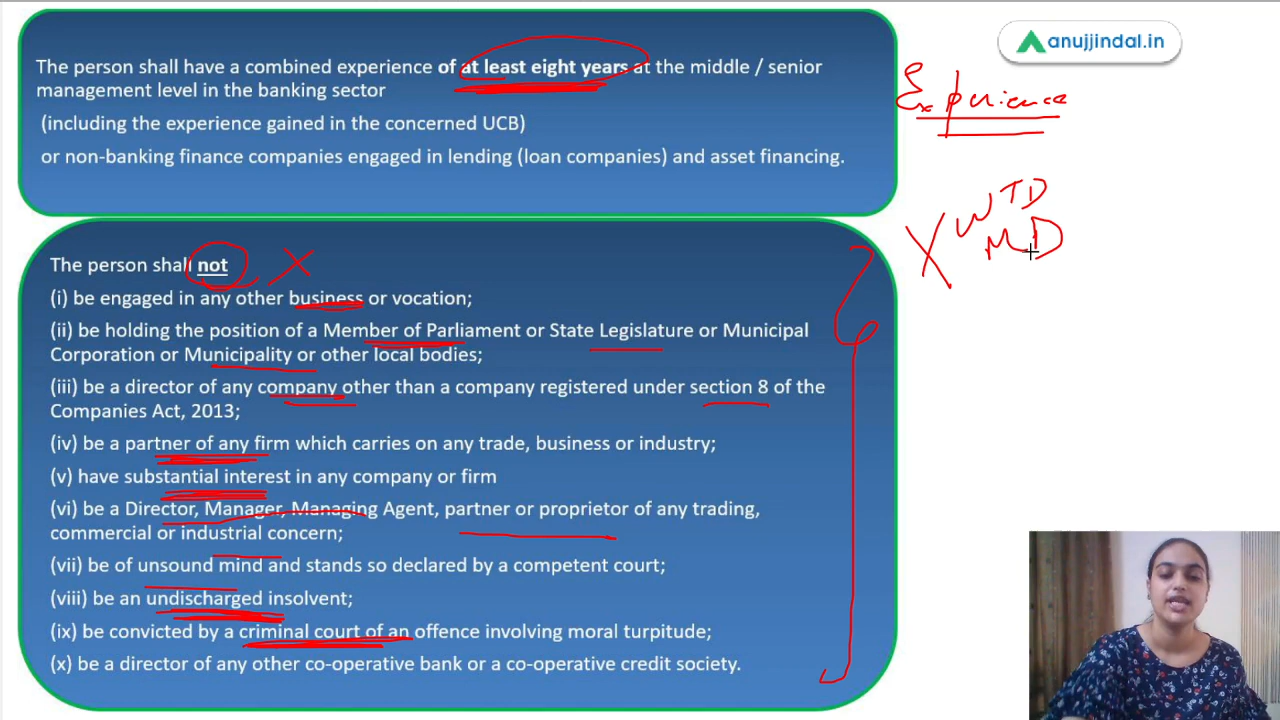 The person shall have a combined experience of at least eight years at the middle / senior
management level in the banking sector
(including the experience gained in the concerned UCB)
or non-banking finance companies engaged in lending (loan companies) and asset financing.
anujjindal.in
Experience
X WTD
MD
The person shall not X
(i) be engaged in any other business or vocation;
(ii) be holding the position of a Member of Parliament or State Legislature or Municipal
Corporation or Municipality or other local bodies;
(iii) be a director of any company other than a company registered under section 8 of the
Companies Act, 2013;
(iv) be a partner of any firm which carries on any trade, business or industry;
(v) have substantial interest in any company or firm
(vi) be a Director, Manager, Managing Agent, partner or proprietor of any trading,
commercial or industrial concern;
(vii) be of unsound mind and stands so declared by a competent court;
(viii) be an undischarged insolvent;
(ix) be convicted by a criminal court of an offence involving moral turpitude;
(x) be a director of any other co-operative bank or a co-operative credit society.